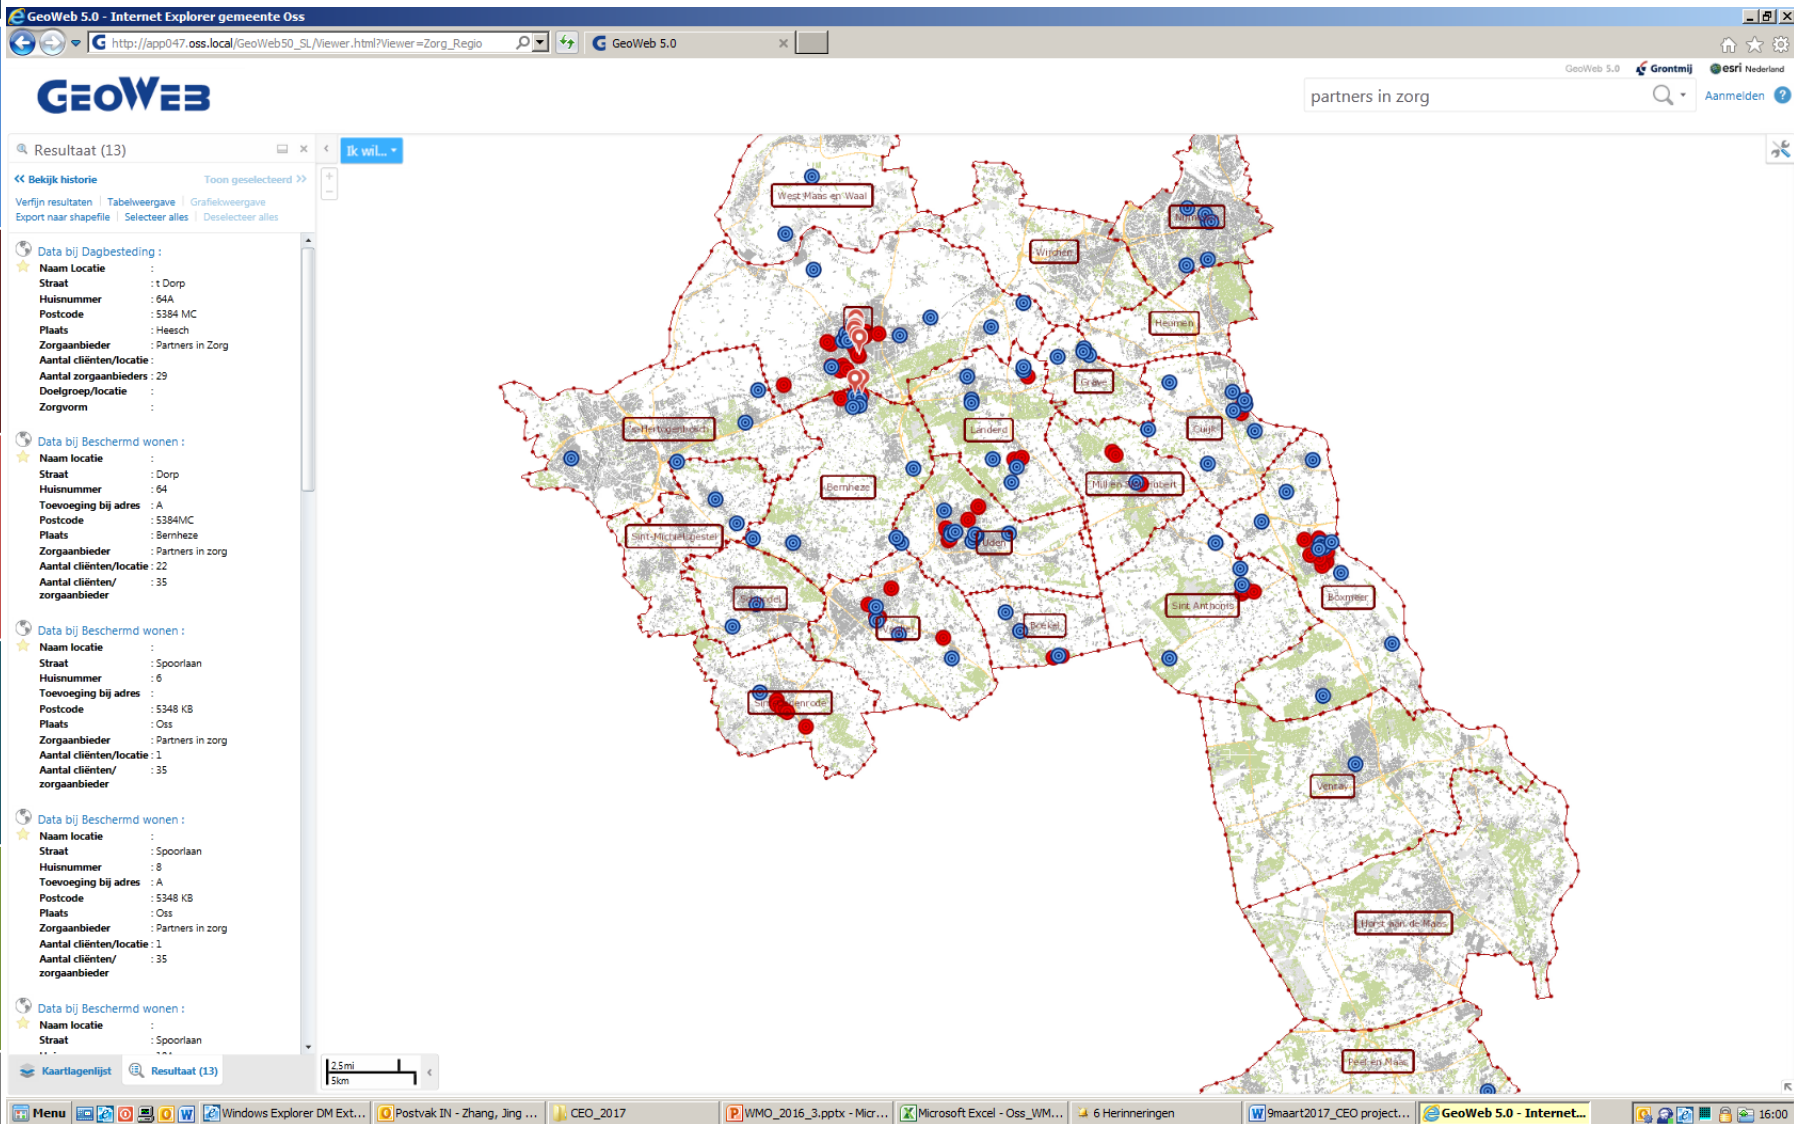 GeoWeb 5.0 - Internet Explorer gemeente Oss
http://app047.oss.local/GeoWeb50_SL/Viewer.html?Viewer=Zorg_Regio
GeoWeb 5.0
GeoWeb 5.0
Grontmij
esri Nederland
GEOWEB
partners in zorg
Aanmelden
?
Resultaat (13)
Ik wil...
Bekijk historie
Toon geselecteerd
Verfijn resultaten
Tabelweergave
Grafiekweergave
Export naar shapefile
Selecteer alles
Deselecteer alles
Data bij Dagbesteding :
Naam Locatie :
Straat : t Dorp
Huisnummer : 64A
Postcode : 5384 MC
Plaats : Heesch
Zorgaanbieder : Partners in Zorg
Aantal cliënten/locatie :
Aantal zorgaanbieders : 29
Doelgroep/locatie :
Zorgvorm :
Data bij Beschermd wonen :
Naam locatie :
Straat : Dorp
Huisnummer : 64
Toevoeging bij adres : A
Postcode : 5384MC
Plaats : Bernheze
Zorgaanbieder : Partners in zorg
Aantal cliënten/locatie : 22
Aantal cliënten/ : 35
zorgaanbieder
Data bij Beschermd wonen :
Naam locatie :
Straat : Spoorlaan
Huisnummer : 6
Toevoeging bij adres :
Postcode : 5348 KB
Plaats : Oss
Zorgaanbieder : Partners in zorg
Aantal cliënten/locatie : 1
Aantal cliënten/ : 35
zorgaanbieder
Data bij Beschermd wonen :
Naam locatie :
Straat : Spoorlaan
Huisnummer : 8
Toevoeging bij adres : A
Postcode : 5348 KB
Plaats : Oss
Zorgaanbieder : Partners in zorg
Aantal cliënten/locatie : 1
Aantal cliënten/ : 35
zorgaanbieder
Data bij Beschermd wonen :
Naam locatie :
Straat : Spoorlaan
Kaartlagenlijst
Resultaat (13)
West Maas en Waal
Wijchen
Heumen
Grave
's-Hertogenbosch
Landerd
Cuijk
Bernheze
Sint-Michielsgestel
Uden
Boxmeer
Sint Anthonis
Boekel
Venray
Horst aan de Maas
Peel en Maas
2,5mi
5km
Menu
Windows Explorer DM Ext...
Postvak IN - Zhang, Jing ...
CEO_2017
WMO_2016_3.pptx - Micr...
Microsoft Excel - Oss_WM...
6 Herinneringen
9maart2017_CEO project...
GeoWeb 5.0 - Internet...
16:00